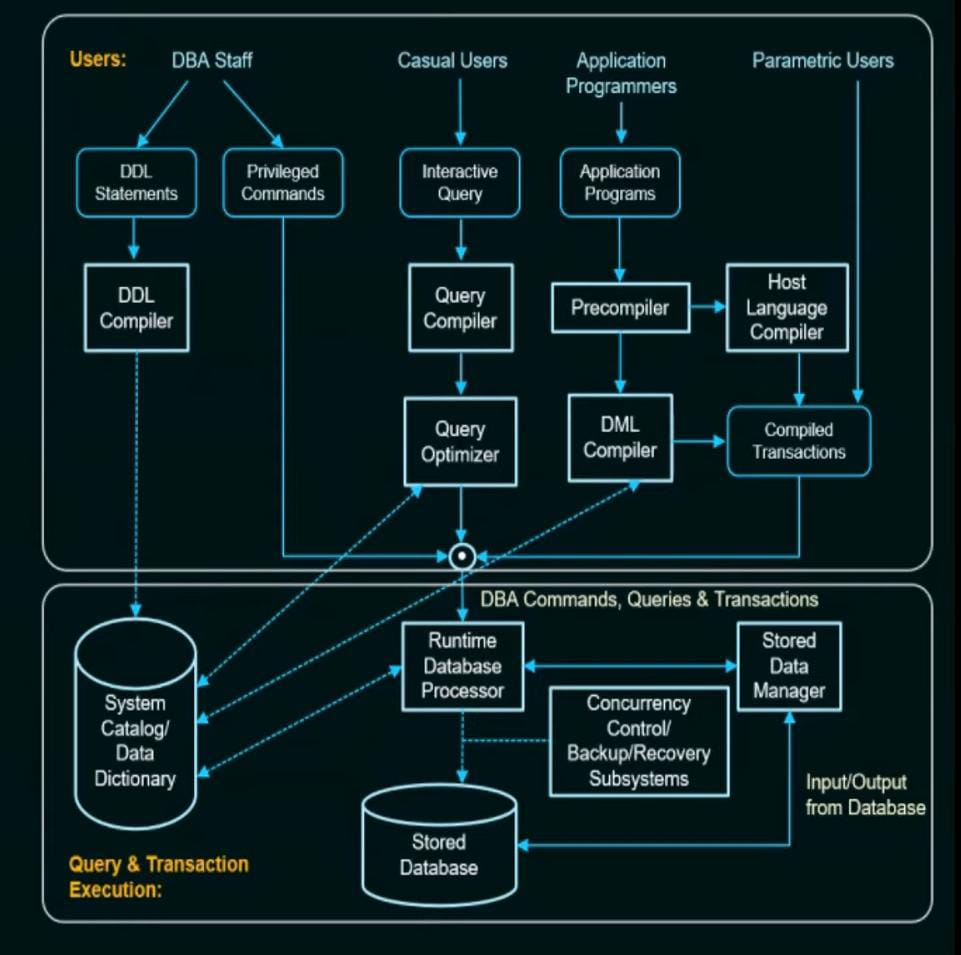 Users:
DBA Staff
Casual Users
Application
Programmers
Parametric Users
DDL
Statements
Privileged
Commands
Interactive
Query
Application
Programs
DDL
Compiler
Query
Compiler
Precompiler
Host
Language
Compiler
Query
Optimizer
DML
Compiler
Compiled
Transactions
DBA Commands, Queries & Transactions
Runtime
Database
Processor
Stored
Data
Manager
System
Catalog/
Data
Dictionary
Concurrency
Control/
Backup/Recovery
Subsystems
Input/Output
from Database
Stored
Database
Query & Transaction
Execution: